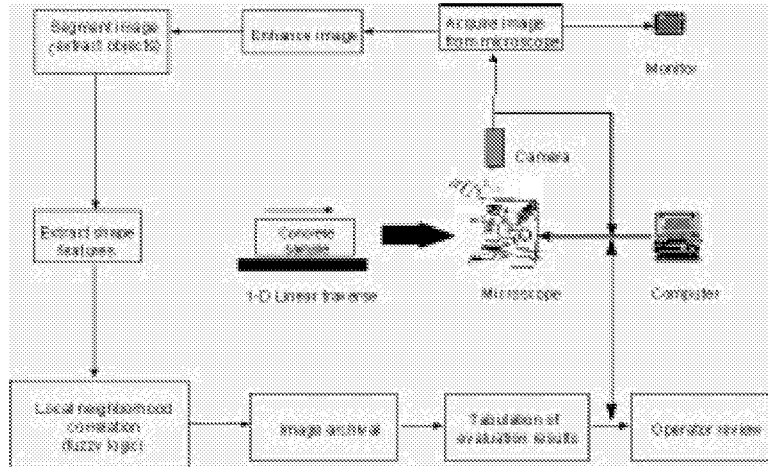 Segment image
(extract objects)
Enhance image
Acquire image
from microscope
Monitor
Camera
Extract shape
features
Concrete
sample
1-D Linear traverse
Microscope
Computer
Local neighborhood
correlation
(fuzzy logic)
Image archival
Tabulation of
evaluation results
Operator review